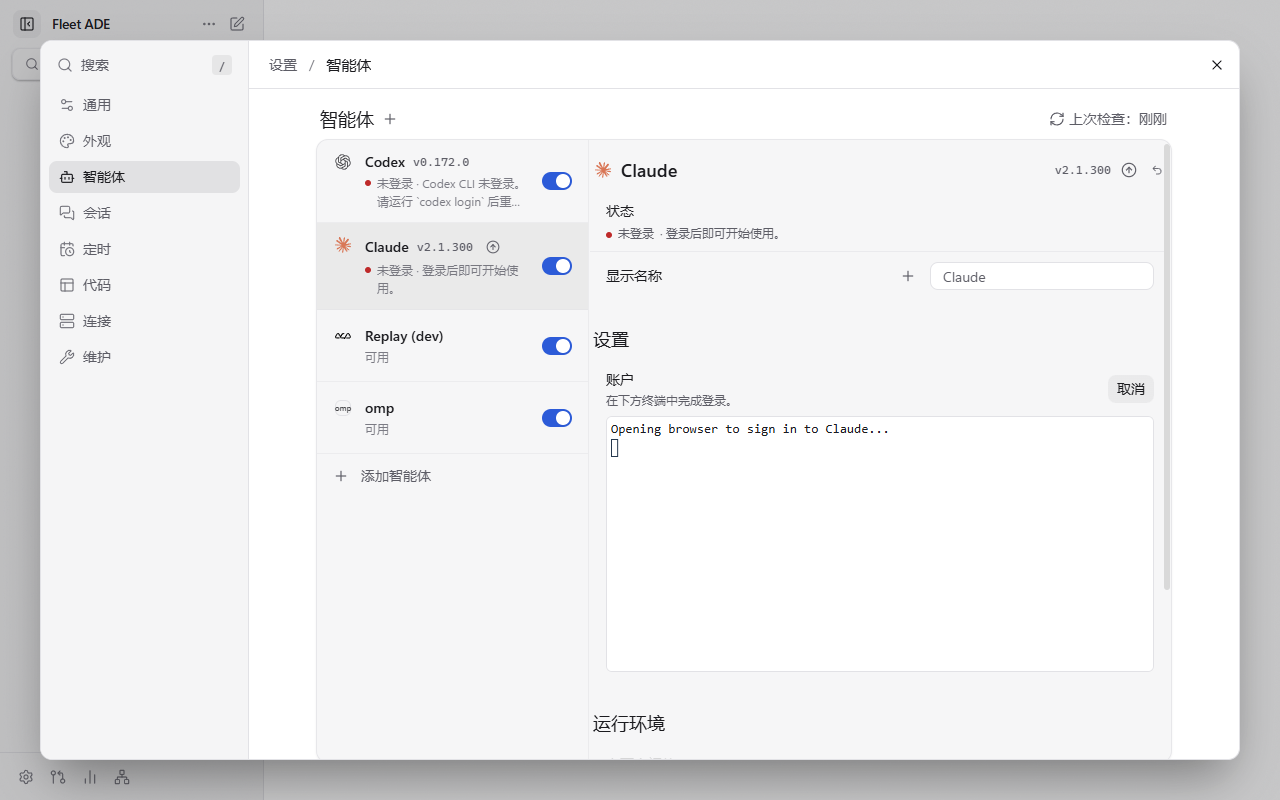 Fleet ADE
搜索
/
通用
外观
智能体
会话
定时
代码
连接
维护
设置 / 智能体
智能体
上次检查：刚刚
Codex v0.172.0
未登录 · Codex CLI 未登录。
请运行 `codex login` 后重...
Claude v2.1.300
未登录 · 登录后即可开始使
用。
Replay (dev)
可用
omp
omp
可用
添加智能体
Claude
v2.1.300
状态
未登录 · 登录后即可开始使用。
显示名称
Claude
设置
账户
在下方终端中完成登录。
取消
Opening browser to sign in to Claude...
运行环境